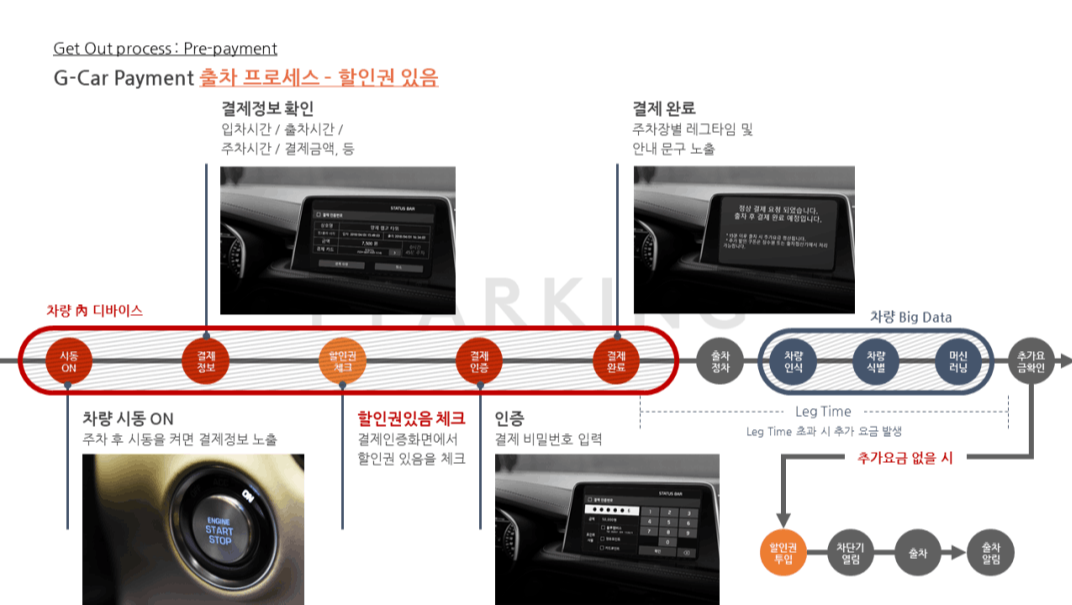 Get Out process : Pre-payment
G-Car Payment 출차 프로세스 - 할인권 있음
결제정보 확인
입차시간 / 출차시간 /
주차시간 / 결제금액, 등
결제 완료
주차장별 레그타임 및
안내 문구 노출
STATUS BAR
정상 결제 요청 되었습니다.
출차 후 결제 완료 예정입니다.
PARKING
차량 內 디바이스
차량 Big Data
시동
ON
결제
정보
할인권
체크
결제
인증
결제
완료
출차
정차
차량
인식
차량
식별
머신
러닝
추가요
금확인
차량 시동 ON
주차 후 시동을 켜면 결제정보 노출
할인권있음 체크
결제인증화면에서
할인권 있음을 체크
인증
결제 비밀번호 입력
Leg Time
Leg Time 초과 시 추가 요금 발생
추가요금 없을 시
ON
ENGINE
START
STOP
STATUS BAR
1 2 3
4 5 6
7 8 9
0
할인권
투입
차단기
열림
출차
출차
알림